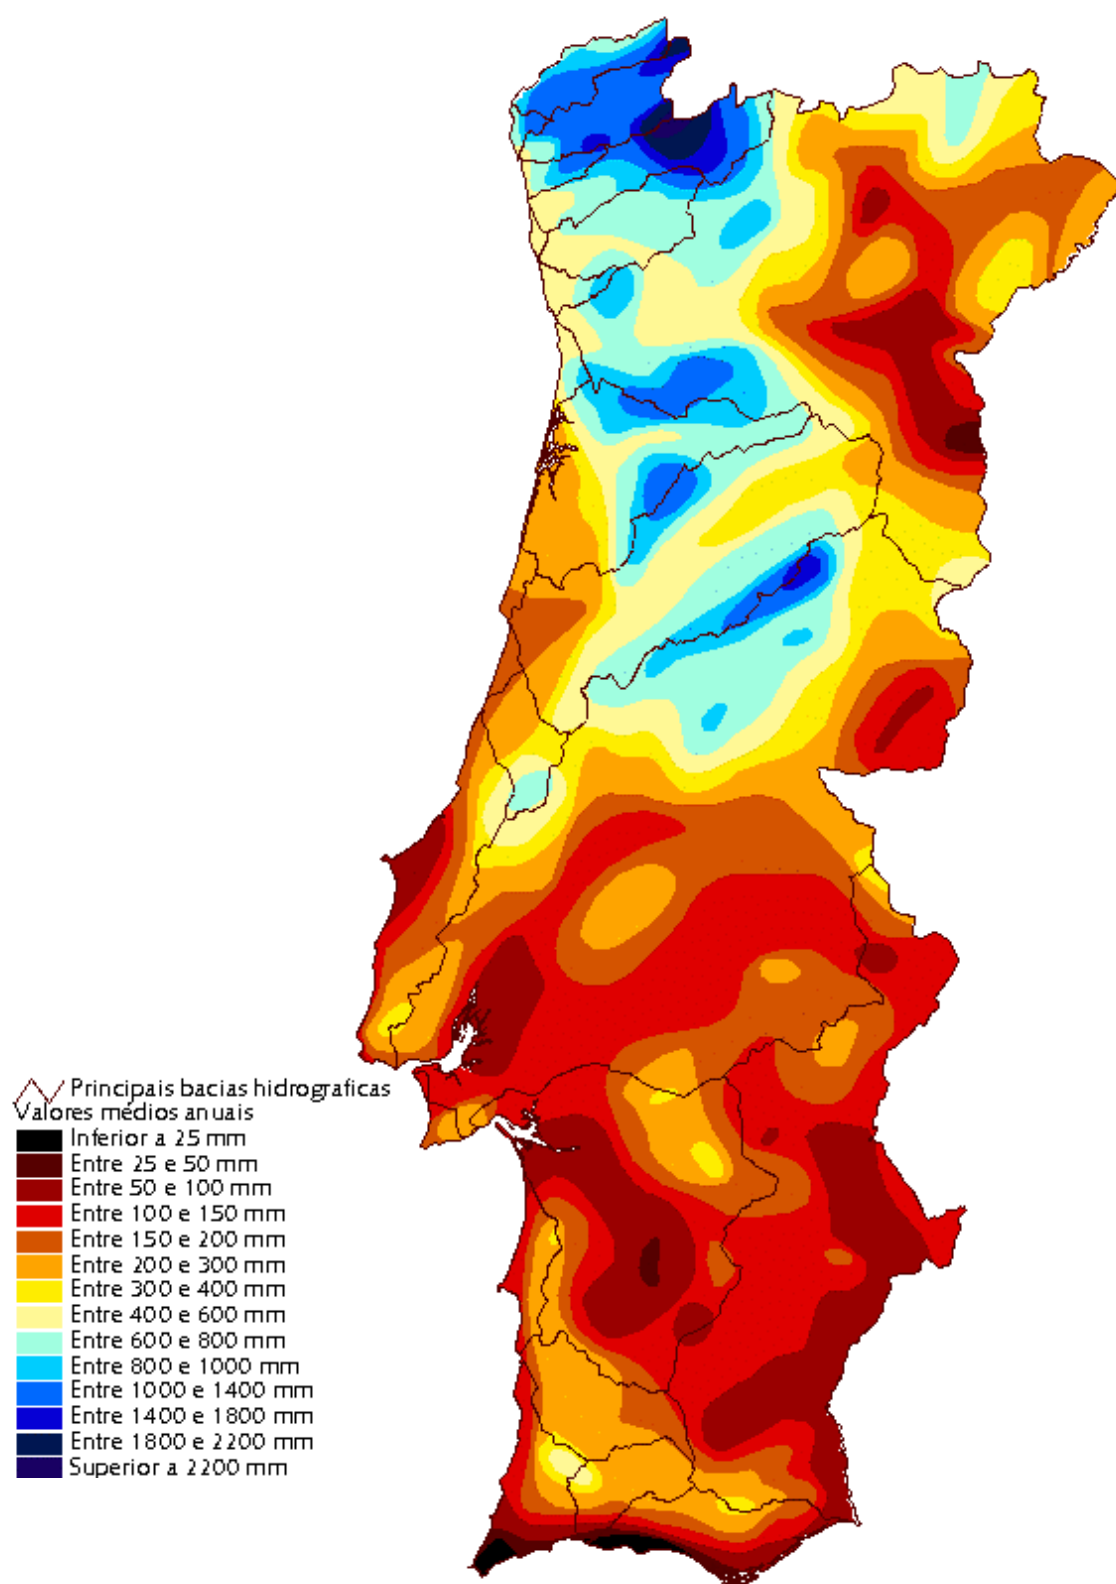 Principais bacias hidrograficas
Valores médios anuais
Inferior a 25 mm
Entre 25 e 50 mm
Entre 50 e 100 mm
Entre 100 e 150 mm
Entre 150 e 200 mm
Entre 200 e 300 mm
Entre 300 e 400 mm
Entre 400 e 600 mm
Entre 600 e 800 mm
Entre 800 e 1000 mm
Entre 1000 e 1400 mm
Entre 1400 e 1800 mm
Entre 1800 e 2200 mm
Superior a 2200 mm